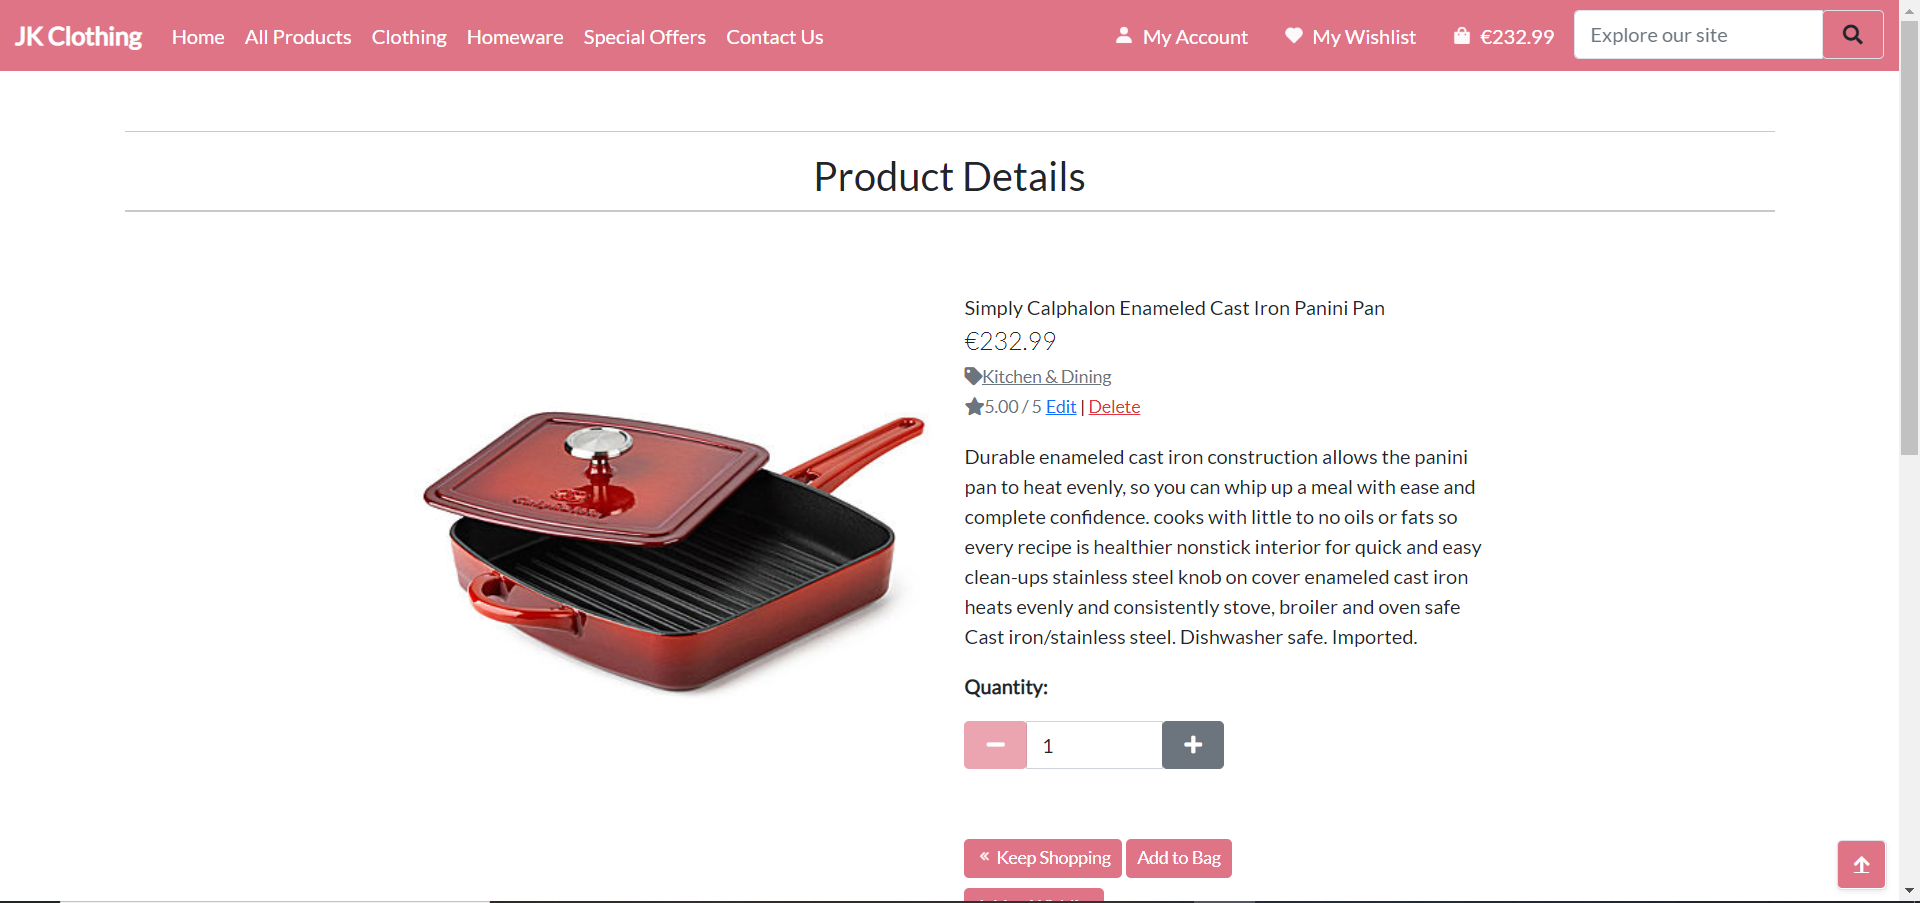 JK Clothing Home All Products Clothing Homeware Special Offers Contact Us My Account My Wishlist €232.99 Explore our site
Product Details
Simply Calphalon Enameled Cast Iron Panini Pan
€232.99
Kitchen & Dining
5.00 / 5 Edit | Delete
Durable enameled cast iron construction allows the panini
pan to heat evenly, so you can whip up a meal with ease and
complete confidence. cooks with little to no oils or fats so
every recipe is healthier nonstick interior for quick and easy
clean-ups stainless steel knob on cover enameled cast iron
heats evenly and consistently stove, broiler and oven safe
Cast iron/stainless steel. Dishwasher safe. Imported.
Quantity:
1
« Keep Shopping Add to Bag